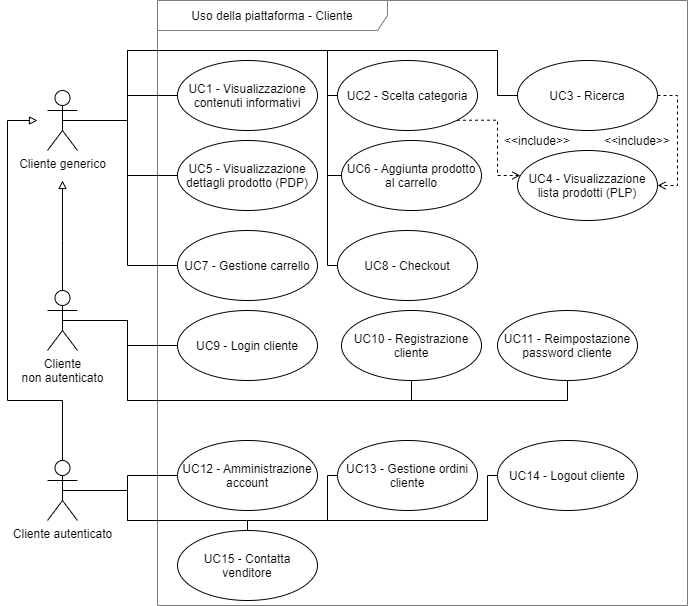 Uso della piattaforma - Cliente
UC1 - Visualizzazione
contenuti informativi
UC2 - Scelta categoria
UC3 - Ricerca
<<include>>
<<include>>
Cliente generico
UC5 - Visualizzazione
dettagli prodotto (PDP)
UC6 - Aggiunta prodotto
al carrello
UC4 - Visualizzazione
lista prodotti (PLP)
UC7 - Gestione carrello
UC8 - Checkout
Cliente
non autenticato
UC9 - Login cliente
UC10 - Registrazione
cliente
UC11 - Reimpostazione
password cliente
UC12 - Amministrazione
account
UC13 - Gestione ordini
cliente
UC14 - Logout cliente
Cliente autenticato
UC15 - Contatta
venditore